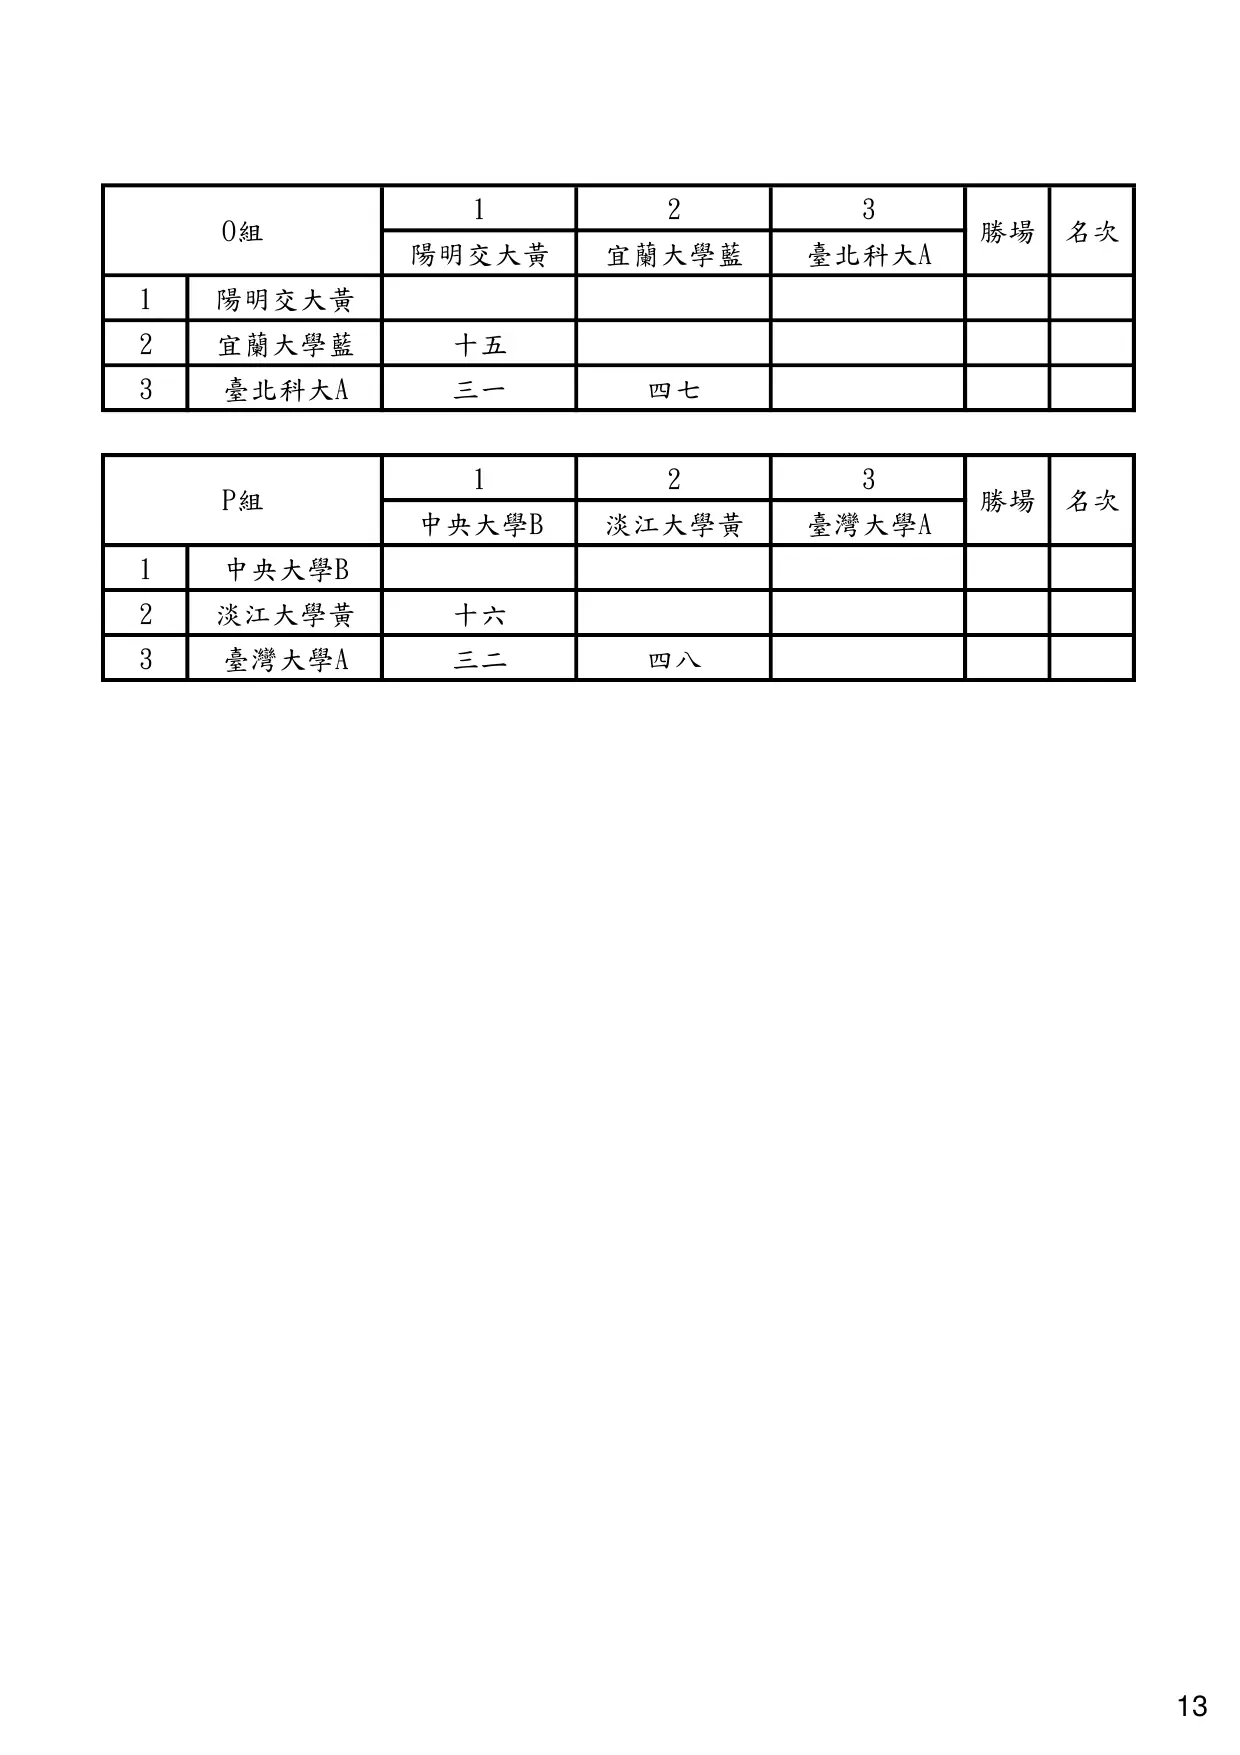 O組 1 2 3 勝場 名次
陽明交大黃 宜蘭大學藍 臺北科大A
1 陽明交大黃
2 宜蘭大學藍 十五
3 臺北科大A 三一 四七
P組 1 2 3 勝場 名次
中央大學B 淡江大學黃 臺灣大學A
1 中央大學B
2 淡江大學黃 十六
3 臺灣大學A 三二 四八
13